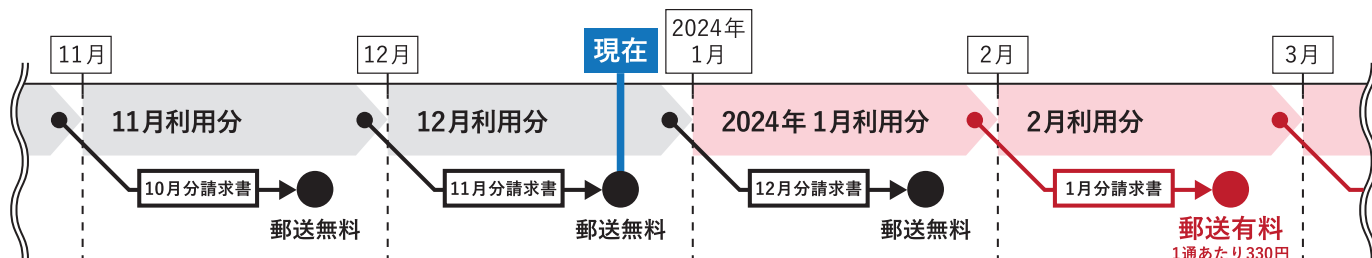 11月
12月
現在
2024年
1月
2月
3月
11月利用分
12月利用分
2024年 1月利用分
2月利用分
10月分請求書
11月分請求書
12月分請求書
1月分請求書
郵送無料
郵送無料
郵送無料
郵送有料
1通あたり330円